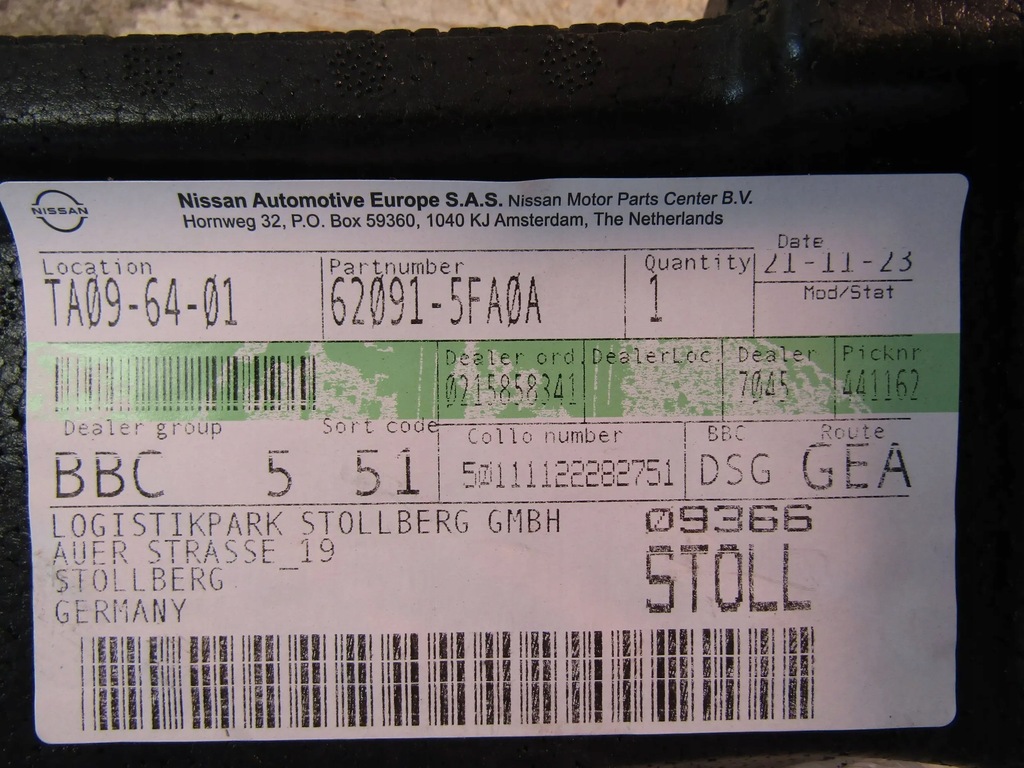 NISSAN
Nissan Automotive Europe S.A.S. Nissan Motor Parts Center B.V.
Hornweg 32, P.O. Box 59360, 1040 KJ Amsterdam, The Netherlands
Location Partnumber Quantity Date
TA09-64-01 62091-5FA0A 1 21-11-23
Mod/Stat
Dealer ord DealerLoc Dealer Picknr
0215858341 7045 441162
Dealer group Sort code Collo number BBC Route
BBC 5 51 501111122282751 DSG GEA
LOGISTIKPARK STOLLBERG GMBH 09366
AUER STRASSE_19 STOLL
STOLLBERG
GERMANY